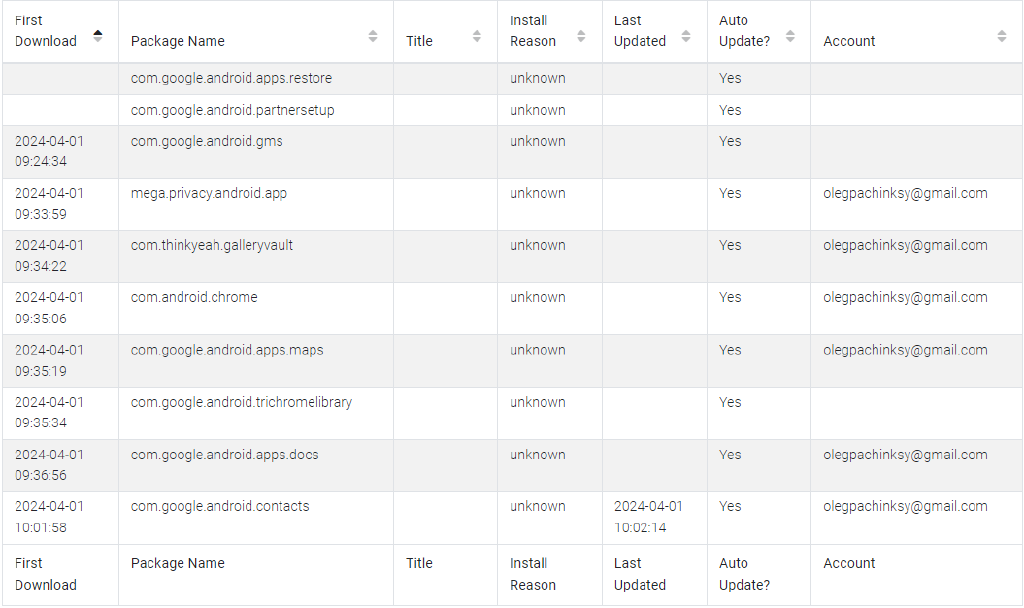 First Download Package Name Title Install Reason Last Updated Auto Update? Account
com.google.android.apps.restore unknown Yes
com.google.android.partnersetup unknown Yes
2024-04-01 09:24:34 com.google.android.gms unknown Yes
2024-04-01 09:33:59 mega.privacy.android.app unknown Yes olegpachinksy@gmail.com
2024-04-01 09:34:22 com.thinkyeah.galleryvault unknown Yes olegpachinksy@gmail.com
2024-04-01 09:35:06 com.android.chrome unknown Yes olegpachinksy@gmail.com
2024-04-01 09:35:19 com.google.android.apps.maps unknown Yes olegpachinksy@gmail.com
2024-04-01 09:35:34 com.google.android.trichromelibrary unknown Yes
2024-04-01 09:36:56 com.google.android.apps.docs unknown Yes olegpachinksy@gmail.com
2024-04-01 10:01:58 com.google.android.contacts unknown 2024-04-01 10:02:14 Yes olegpachinksy@gmail.com
First Download Package Name Title Install Reason Last Updated Auto Update? Account